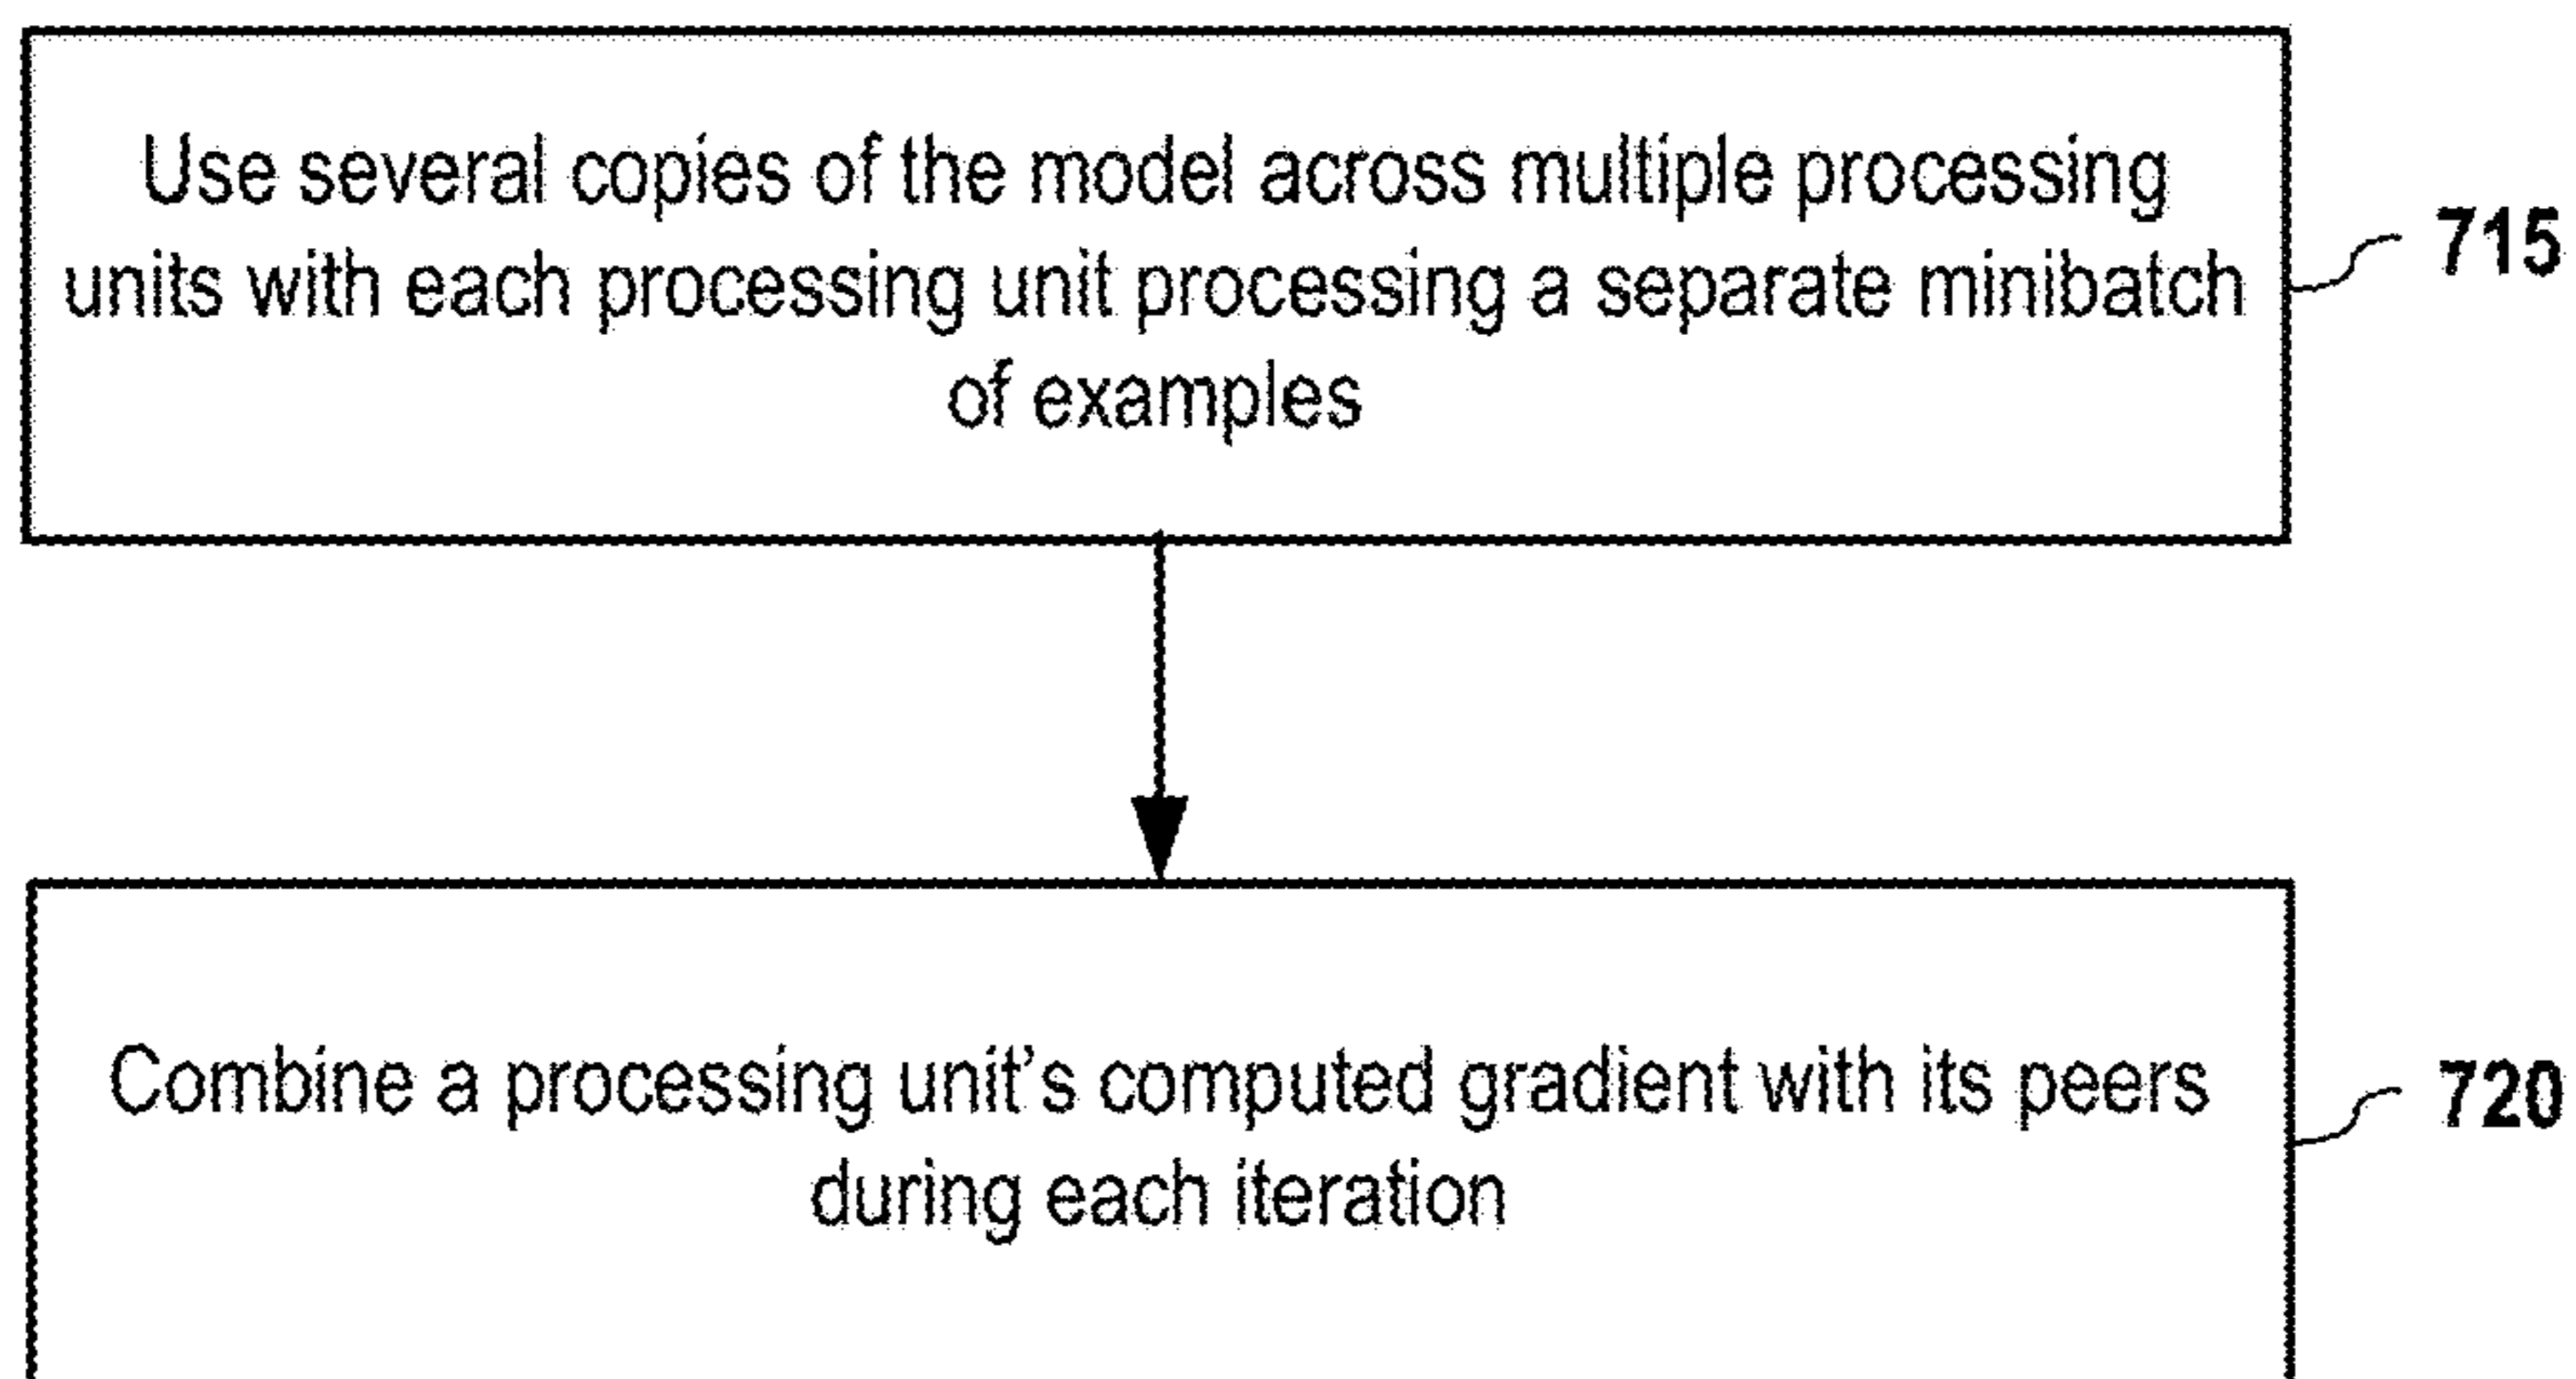 Use several copies of the model across multiple processing
units with each processing unit processing a separate minibatch
of examples
715
Combine a processing unit's computed gradient with its peers
during each iteration
720